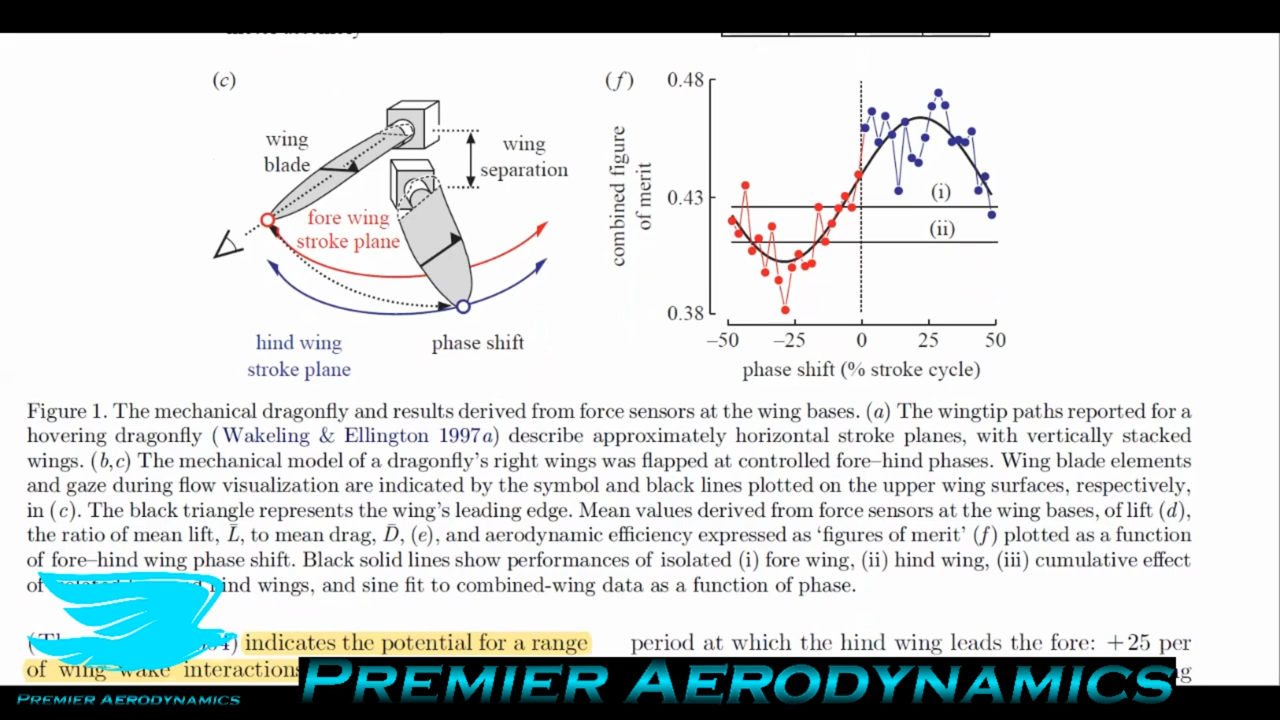 (c)
wing
blade
wing
separation
fore wing
stroke plane
hind wing
stroke plane
phase shift
(f)
combined figure
of merit
0.48
0.43
0.38
(i)
(ii)
−50 −25 0 25 50
phase shift (% stroke cycle)
Figure 1. The mechanical dragonfly and results derived from force sensors at the wing bases. (a) The wingtip paths reported for a
hovering dragonfly (Wakeling & Ellington 1997a) describe approximately horizontal stroke planes, with vertically stacked
wings. (b,c) The mechanical model of a dragonfly's right wings was flapped at controlled fore–hind phases. Wing blade elements
and gaze during flow visualization are indicated by the symbol and black lines plotted on the upper wing surfaces, respectively,
in (c). The black triangle represents the wing's leading edge. Mean values derived from force sensors at the wing bases, of lift (d),
the ratio of mean lift, L̄, to mean drag, D̄, (e), and aerodynamic efficiency expressed as 'figures of merit' (f) plotted as a function
of fore–hind wing phase shift. Black solid lines show performances of isolated (i) fore wing, (ii) hind wing, (iii) cumulative effect
of hind wings, and sine fit to combined-wing data as a function of phase.
indicates the potential for a range
of wing–wake interactions
period at which the hind wing leads the fore: +25 per
PREMIER AERODYNAMICS
PREMIER AERODYNAMICS